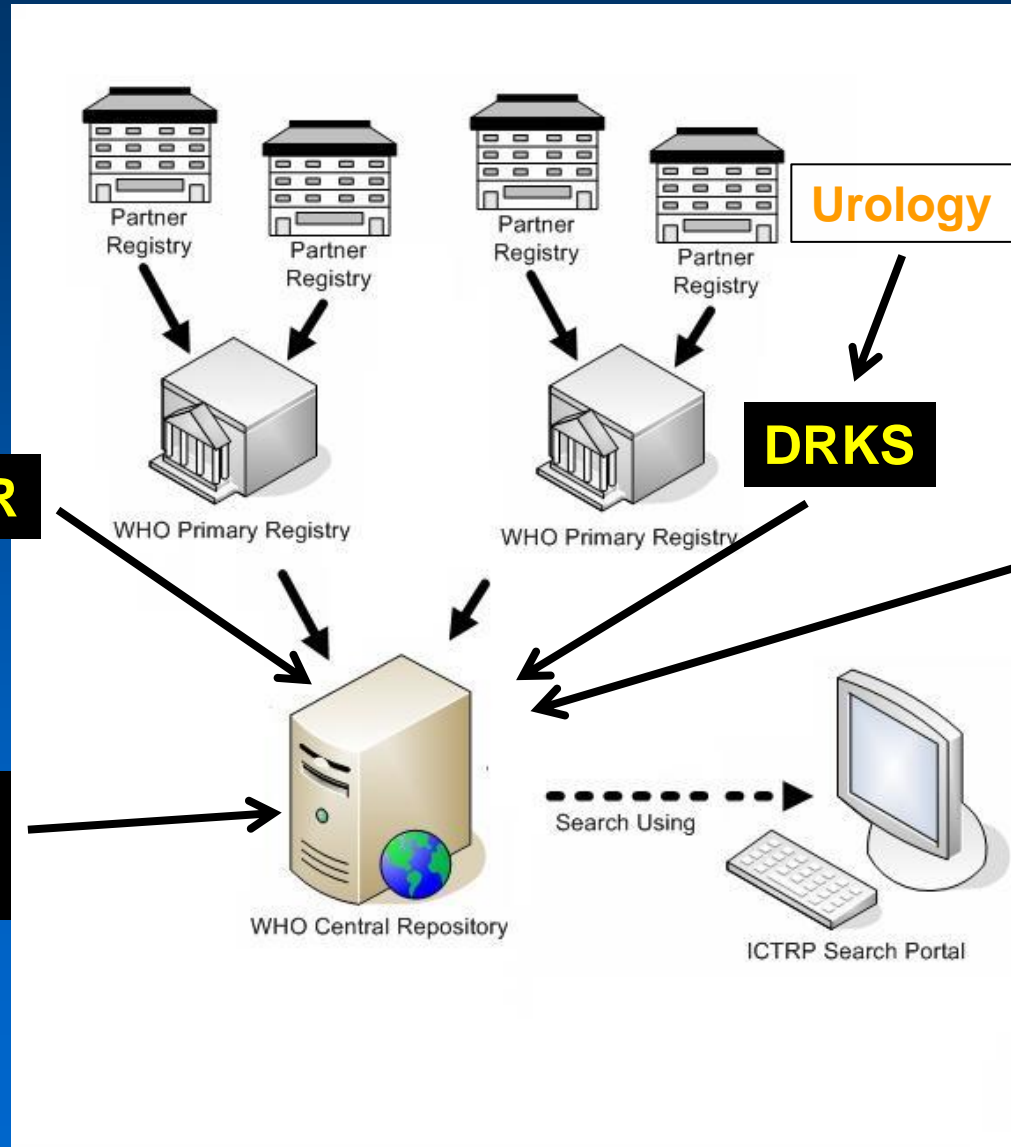 Partner
Registry
Partner
Registry
Partner
Registry
Partner
Registry
Urology
DRKS
R
WHO Primary Registry
WHO Primary Registry
Search Using
WHO Central Repository
ICTRP Search Portal